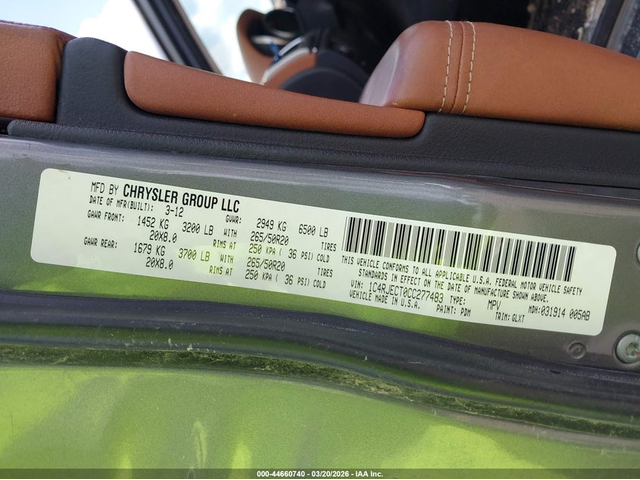 MFD BY CHRYSLER GROUP LLC
DATE OF MFR(BUILT): 3-12 GVWR: 2949 KG 6500 LB
GAWR FRONT: 1452 KG 3200 LB WITH 265/50R20 TIRES
20X8.0 RIMS AT 250 KPA ( 36 PSI) COLD
GAWR REAR: 1679 KG 3700 LB WITH 265/50R20 TIRES
20X8.0 RIMS AT 250 KPA ( 36 PSI) COLD
THIS VEHICLE CONFORMS TO ALL APPLICABLE U.S.A. FEDERAL MOTOR VEHICLE SAFETY
STANDARDS IN EFFECT ON THE DATE OF MANUFACTURE SHOWN ABOVE.
VIN: 1C4RJECT0CC277483 TYPE: MPV MDH:031914 005AB
VEHICLE MADE IN U.S.A. PAINT: PDM TRIM: GLXT
000-44660740 - 03/20/2026 - IAA Inc.